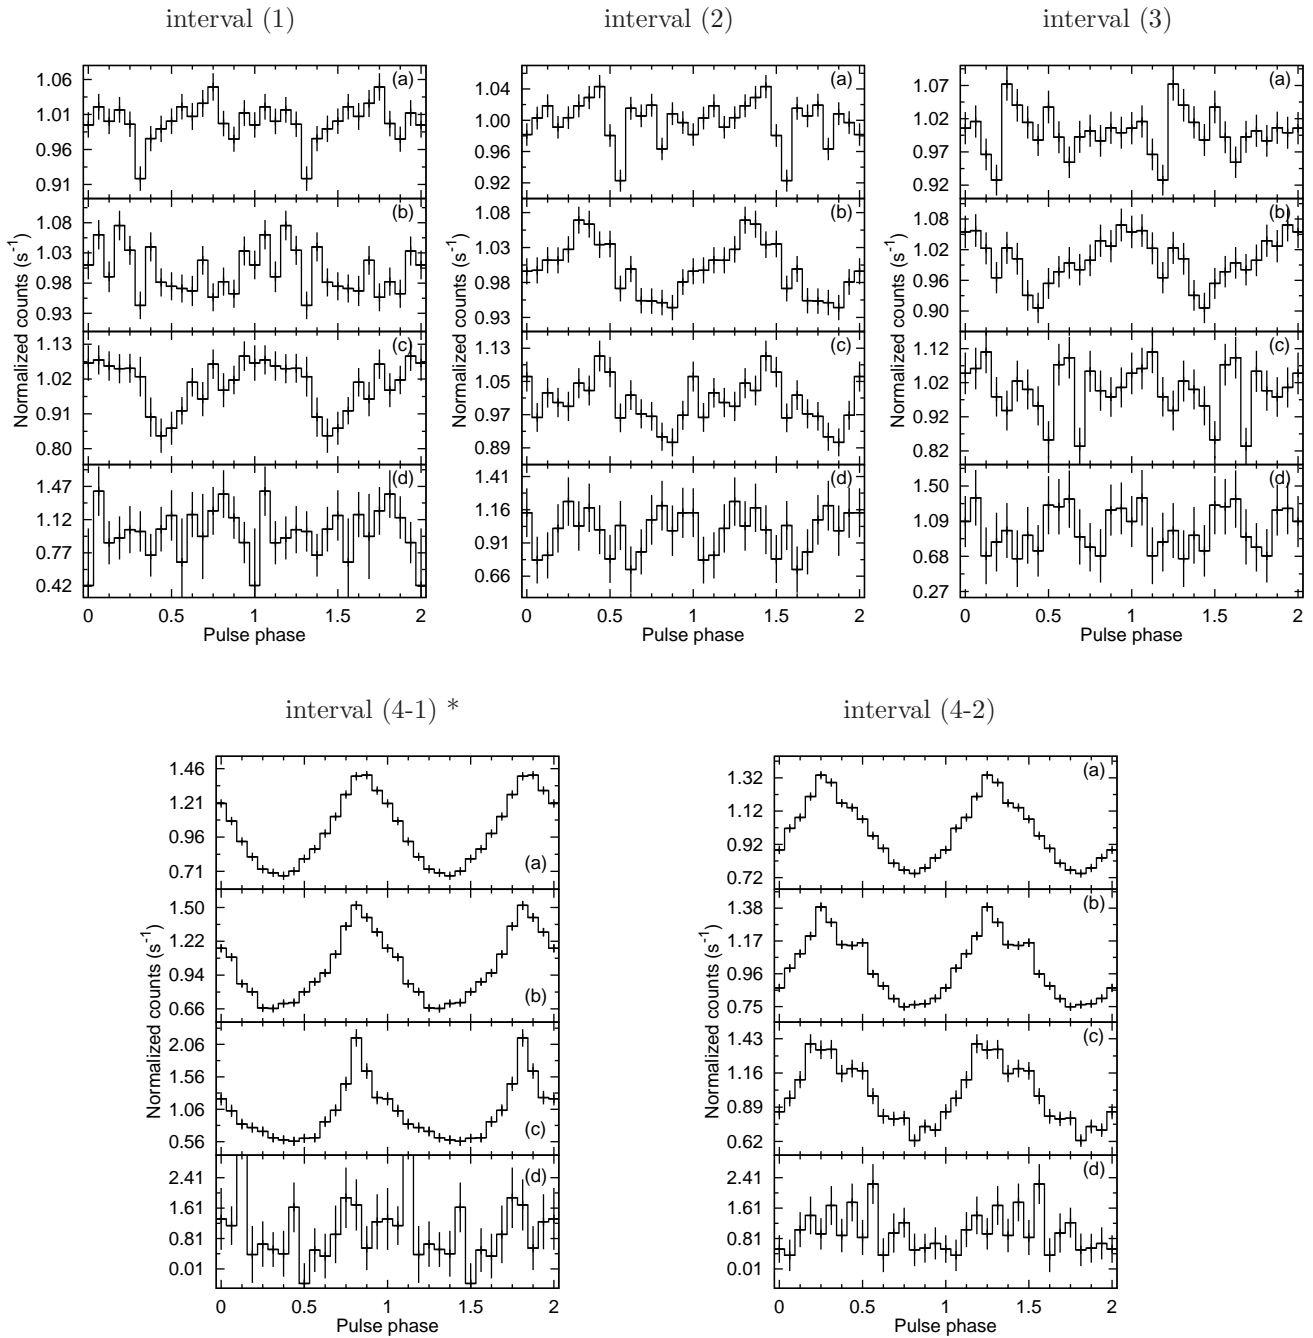 interval (1)
interval (2)
interval (3)
Normalized counts (s-1)
1.06
1.01
0.96
0.91
(a)
1.08
1.03
0.98
0.93
(b)
1.13
1.02
0.91
0.80
(c)
1.47
1.12
0.77
0.42
(d)
0 0.5 1 1.5 2
Pulse phase
Normalized counts (s-1)
1.04
1.00
0.96
0.92
(a)
1.08
1.03
0.98
0.93
(b)
1.13
1.05
0.97
0.89
(c)
1.41
1.16
0.91
0.66
(d)
0 0.5 1 1.5 2
Pulse phase
Normalized counts (s-1)
1.07
1.02
0.97
0.92
(a)
1.08
1.02
0.96
0.90
(b)
1.12
1.02
0.92
0.82
(c)
1.50
1.09
0.68
0.27
(d)
0 0.5 1 1.5 2
Pulse phase
interval (4-1) *
interval (4-2)
Normalized counts (s-1)
1.46
1.21
0.96
0.71
(a)
1.50
1.22
0.94
0.66
(b)
2.06
1.56
1.06
0.56
(c)
2.41
1.61
0.81
0.01
(d)
0 0.5 1 1.5 2
Pulse phase
Normalized counts (s-1)
1.32
1.12
0.92
0.72
(a)
1.38
1.17
0.96
0.75
(b)
1.43
1.16
0.89
0.62
(c)
2.41
1.61
0.81
0.01
(d)
0 0.5 1 1.5 2
Pulse phase